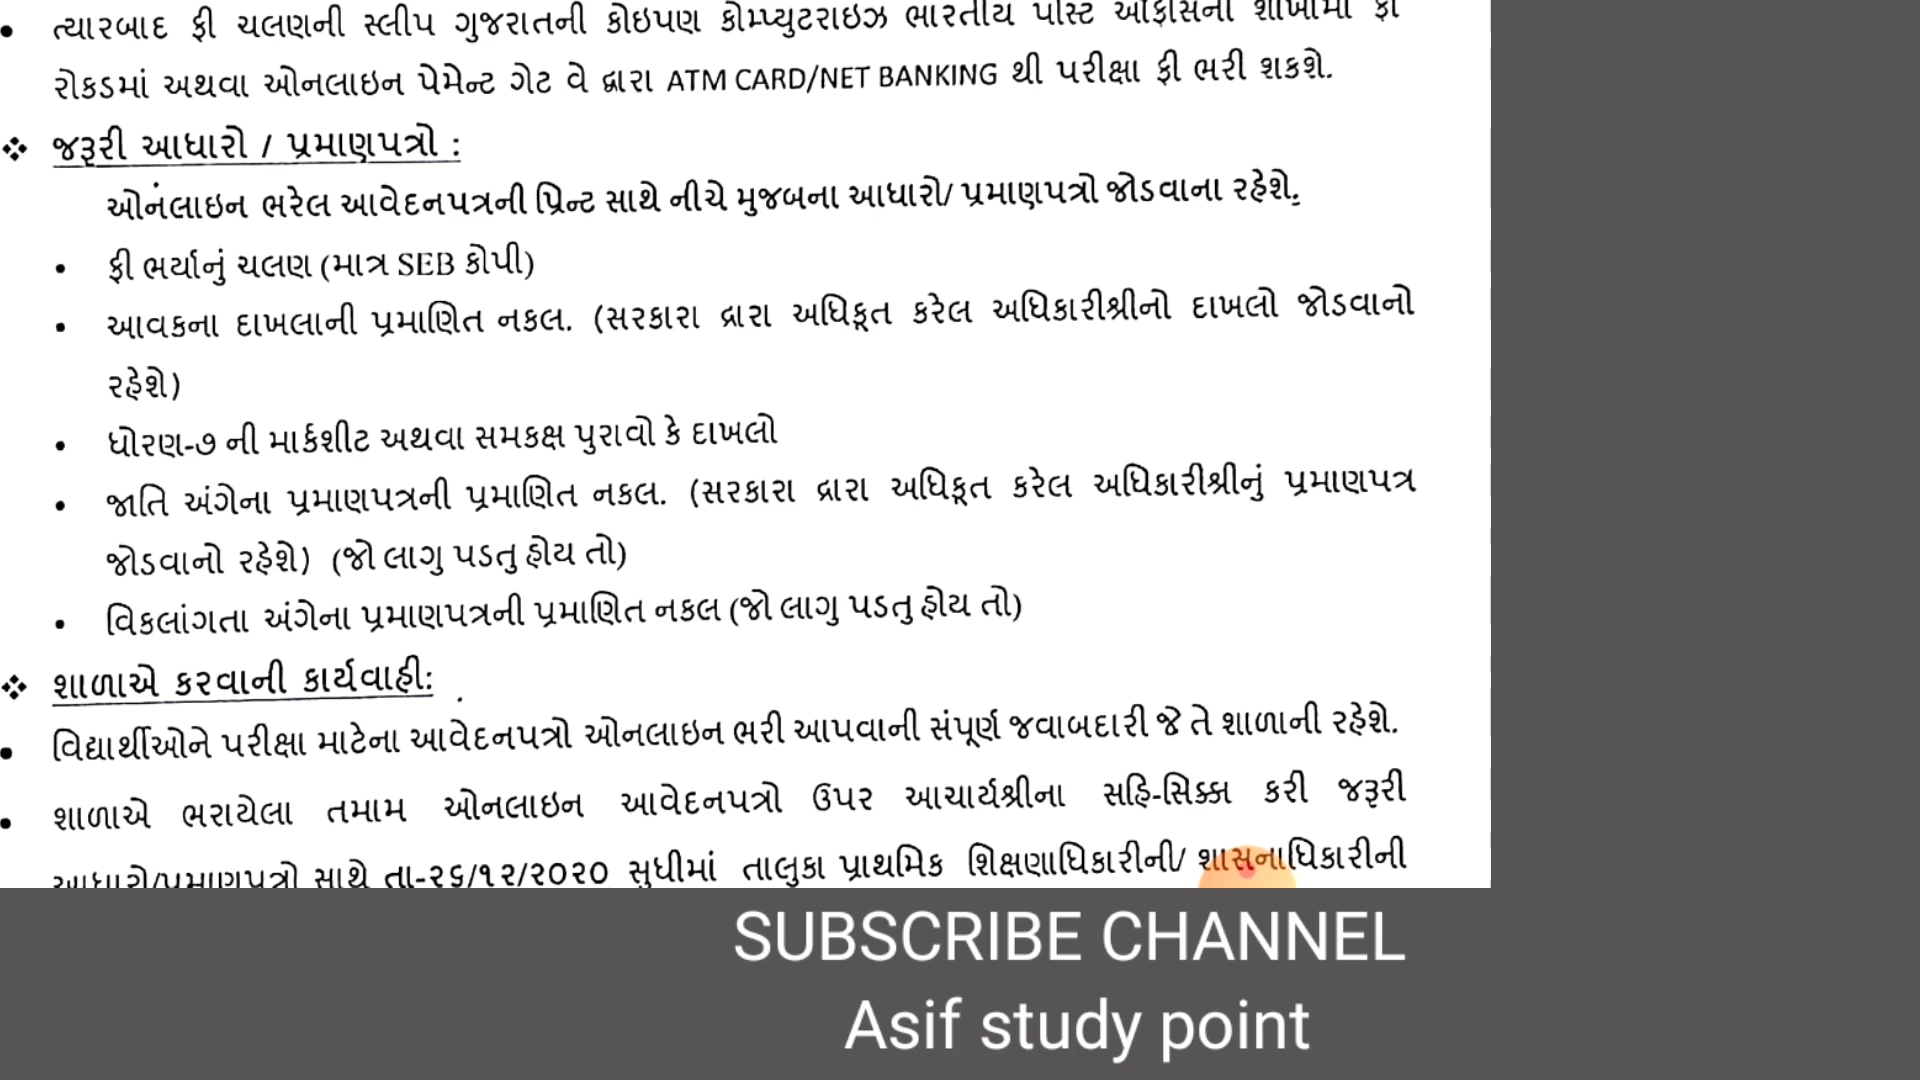 • ત્યારબાદ ફી ચલણની સ્લીપ ગુજરાતની કોઇપણ કોમ્પ્યુટરાઇઝ ભારતીય પોસ્ટ ઓફીસની શાખામાં ફી
રોકડમાં અથવા ઓનલાઇન પેમેન્ટ ગેટ વે દ્રારા ATM CARD/NET BANKING થી પરીક્ષા ફી ભરી શકશે.
❖ જરૂરી આધારો / પ્રમાણપત્રો :
ઓનંલાઇન ભરેલ આવેદનપત્રની પ્રિન્ટ સાથે નીચે મુજબના આધારો/ પ્રમાણપત્રો જોડવાના રહેશે.
• ફી ભર્યાનું ચલણ (માત્ર SEB કોપી)
• આવકના દાખલાની પ્રમાણિત નકલ. (સરકારા દ્રારા અધિકૃત કરેલ અધિકારીશ્રીનો દાખલો જોડવાનો
રહેશે)
• ધોરણ-૭ ની માર્કશીટ અથવા સમકક્ષ પુરાવો કે દાખલો
• જાતિ અંગેના પ્રમાણપત્રની પ્રમાણિત નકલ. (સરકારા દ્રારા અધિકૃત કરેલ અધિકારીશ્રીનું પ્રમાણપત્ર
જોડવાનો રહેશે) (જો લાગુ પડતુ હોય તો)
• વિકલાંગતા અંગેના પ્રમાણપત્રની પ્રમાણિત નકલ (જો લાગુ પડતુ હોય તો)
❖ શાળાએ કરવાની કાર્યવાહી:
• વિદ્યાર્થીઓને પરીક્ષા માટેના આવેદનપત્રો ઓનલાઇન ભરી આપવાની સંપૂર્ણ જવાબદારી જે તે શાળાની રહેશે.
• શાળાએ ભરાયેલા તમામ ઓનલાઇન આવેદનપત્રો ઉપર આચાર્યશ્રીના સહિ-સિક્કા કરી જરૂરી
આધારો/પ્રમાણપત્રો સાથે તા-૨૬/૧૨/૨૦૨૦ સુધીમાં તાલુકા પ્રાથમિક શિક્ષણાધિકારીની/ શાસનાધિકારીની
SUBSCRIBE CHANNEL
Asif study point